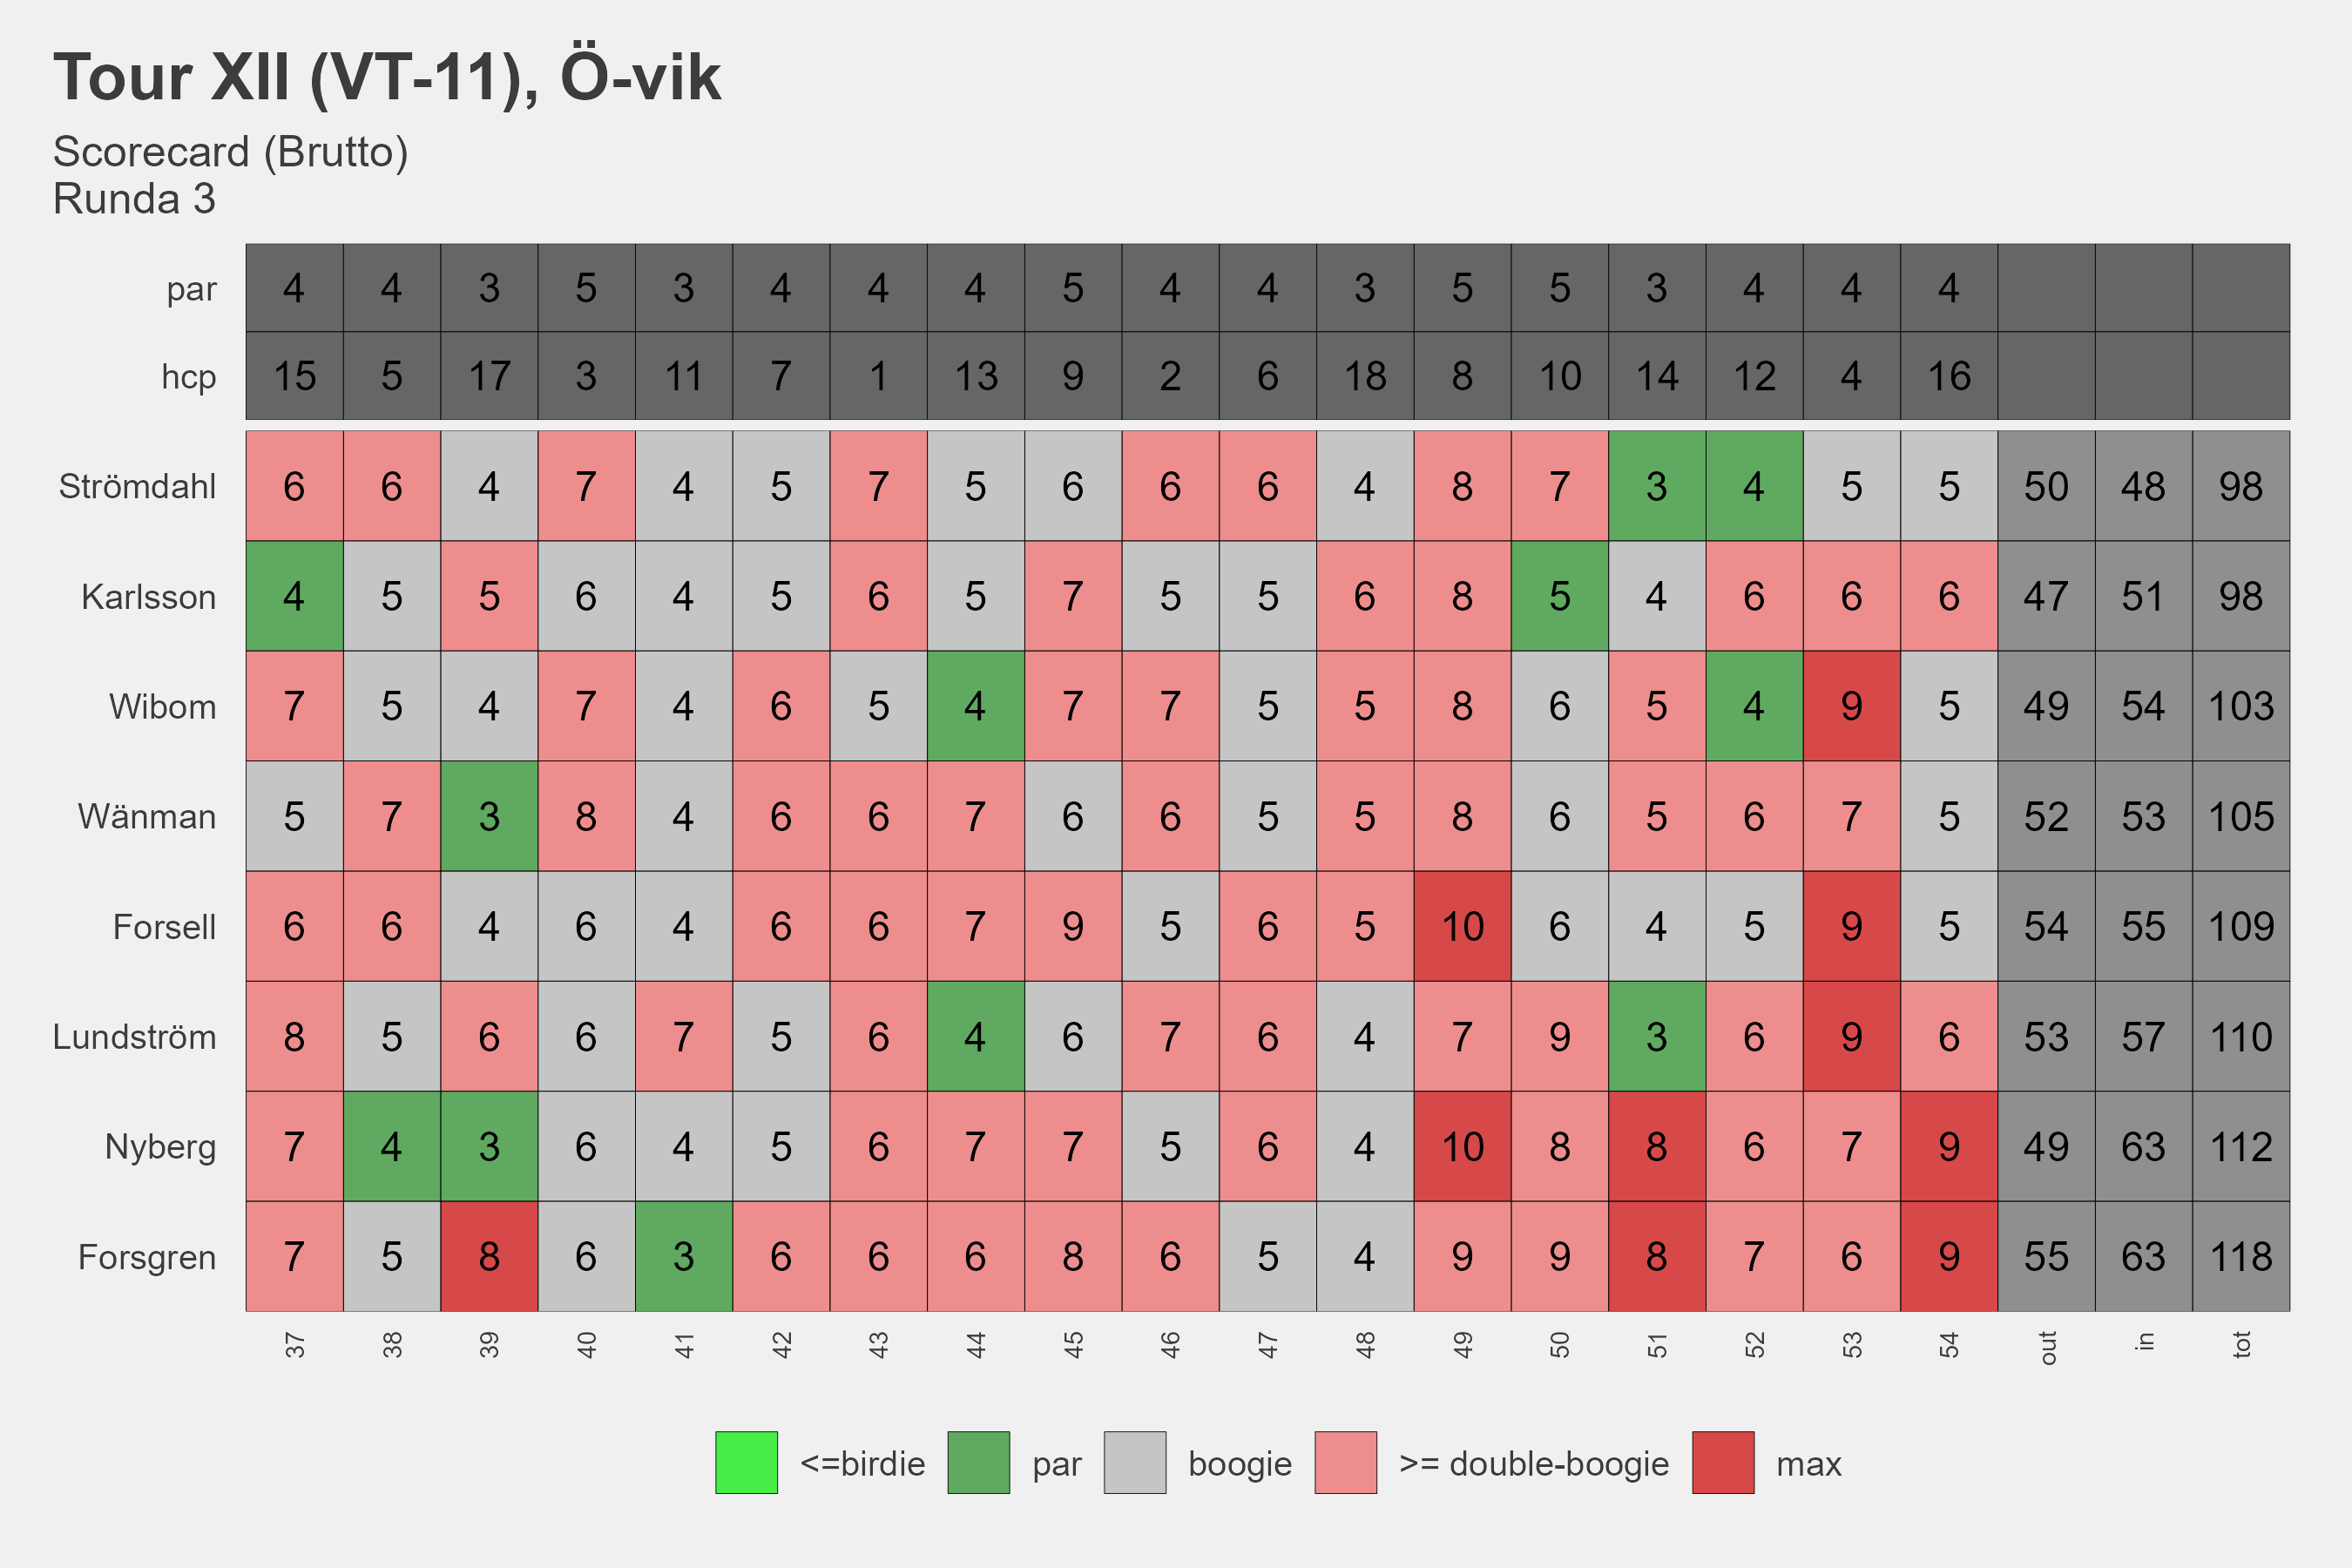 Tour XII (VT-11), Ö-vik
Scorecard (Brutto)
Runda 3
par 4 4 3 5 3 4 4 4 5 4 4 3 5 5 3 4 4 4
hcp 15 5 17 3 11 7 1 13 9 2 6 18 8 10 14 12 4 16
Strömdahl 6 6 4 7 4 5 7 5 6 6 6 4 8 7 3 4 5 5 50 48 98
Karlsson 4 5 5 6 4 5 6 5 7 5 5 6 8 5 4 6 6 6 47 51 98
Wibom 7 5 4 7 4 6 5 4 7 7 5 5 8 6 5 4 9 5 49 54 103
Wänman 5 7 3 8 4 6 6 7 6 6 5 5 8 6 5 6 7 5 52 53 105
Forsell 6 6 4 6 4 6 6 7 9 5 6 5 10 6 4 5 9 5 54 55 109
Lundström 8 5 6 6 7 5 6 4 6 7 6 4 7 9 3 6 9 6 53 57 110
Nyberg 7 4 3 6 4 5 6 7 7 5 6 4 10 8 8 6 7 9 49 63 112
Forsgren 7 5 8 6 3 6 6 6 8 6 5 4 9 9 8 7 6 9 55 63 118
37 38 39 40 41 42 43 44 45 46 47 48 49 50 51 52 53 54 out in tot
<=birdie par boogie >= double-boogie max